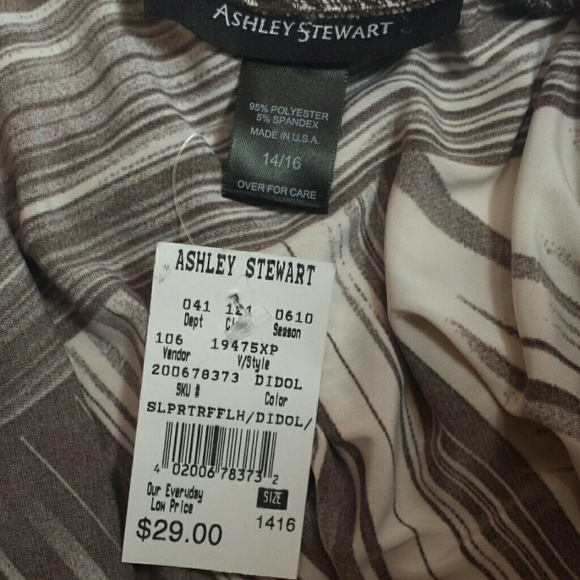 ASHLEY STEWART
95% POLYESTER
5% SPANDEX
MADE IN U.S.A.
14/16
OVER FOR CARE
ASHLEY STEWART
041 121 0610
Dept Season
106 19475XP
Vendor V/Style
200678373 DIDOL
SKU # Color
SLPRTRFFLH/DIDOL/
4 02006 78373 2
Our Everyday
Low Price
SIZE
$29.00
1416